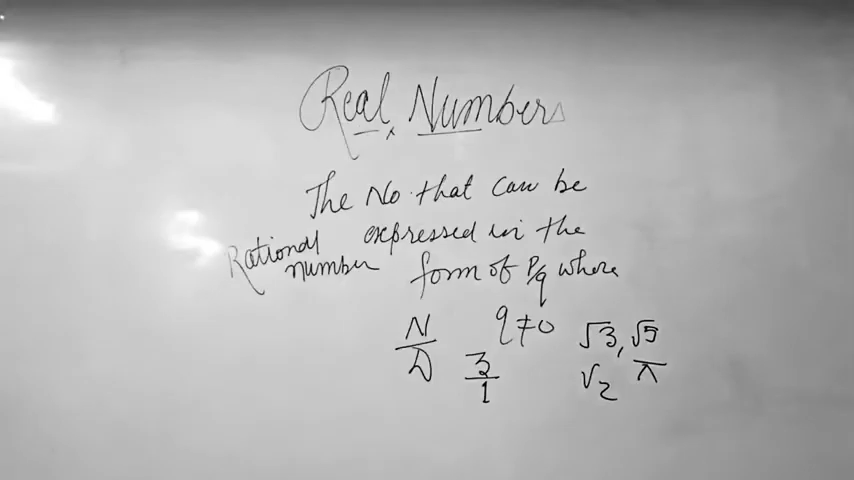 Real Numbers
The No. that can be
Rational expressed in the
number form of P/q where
N/D q≠0 √3, √5
3/1 √2 π